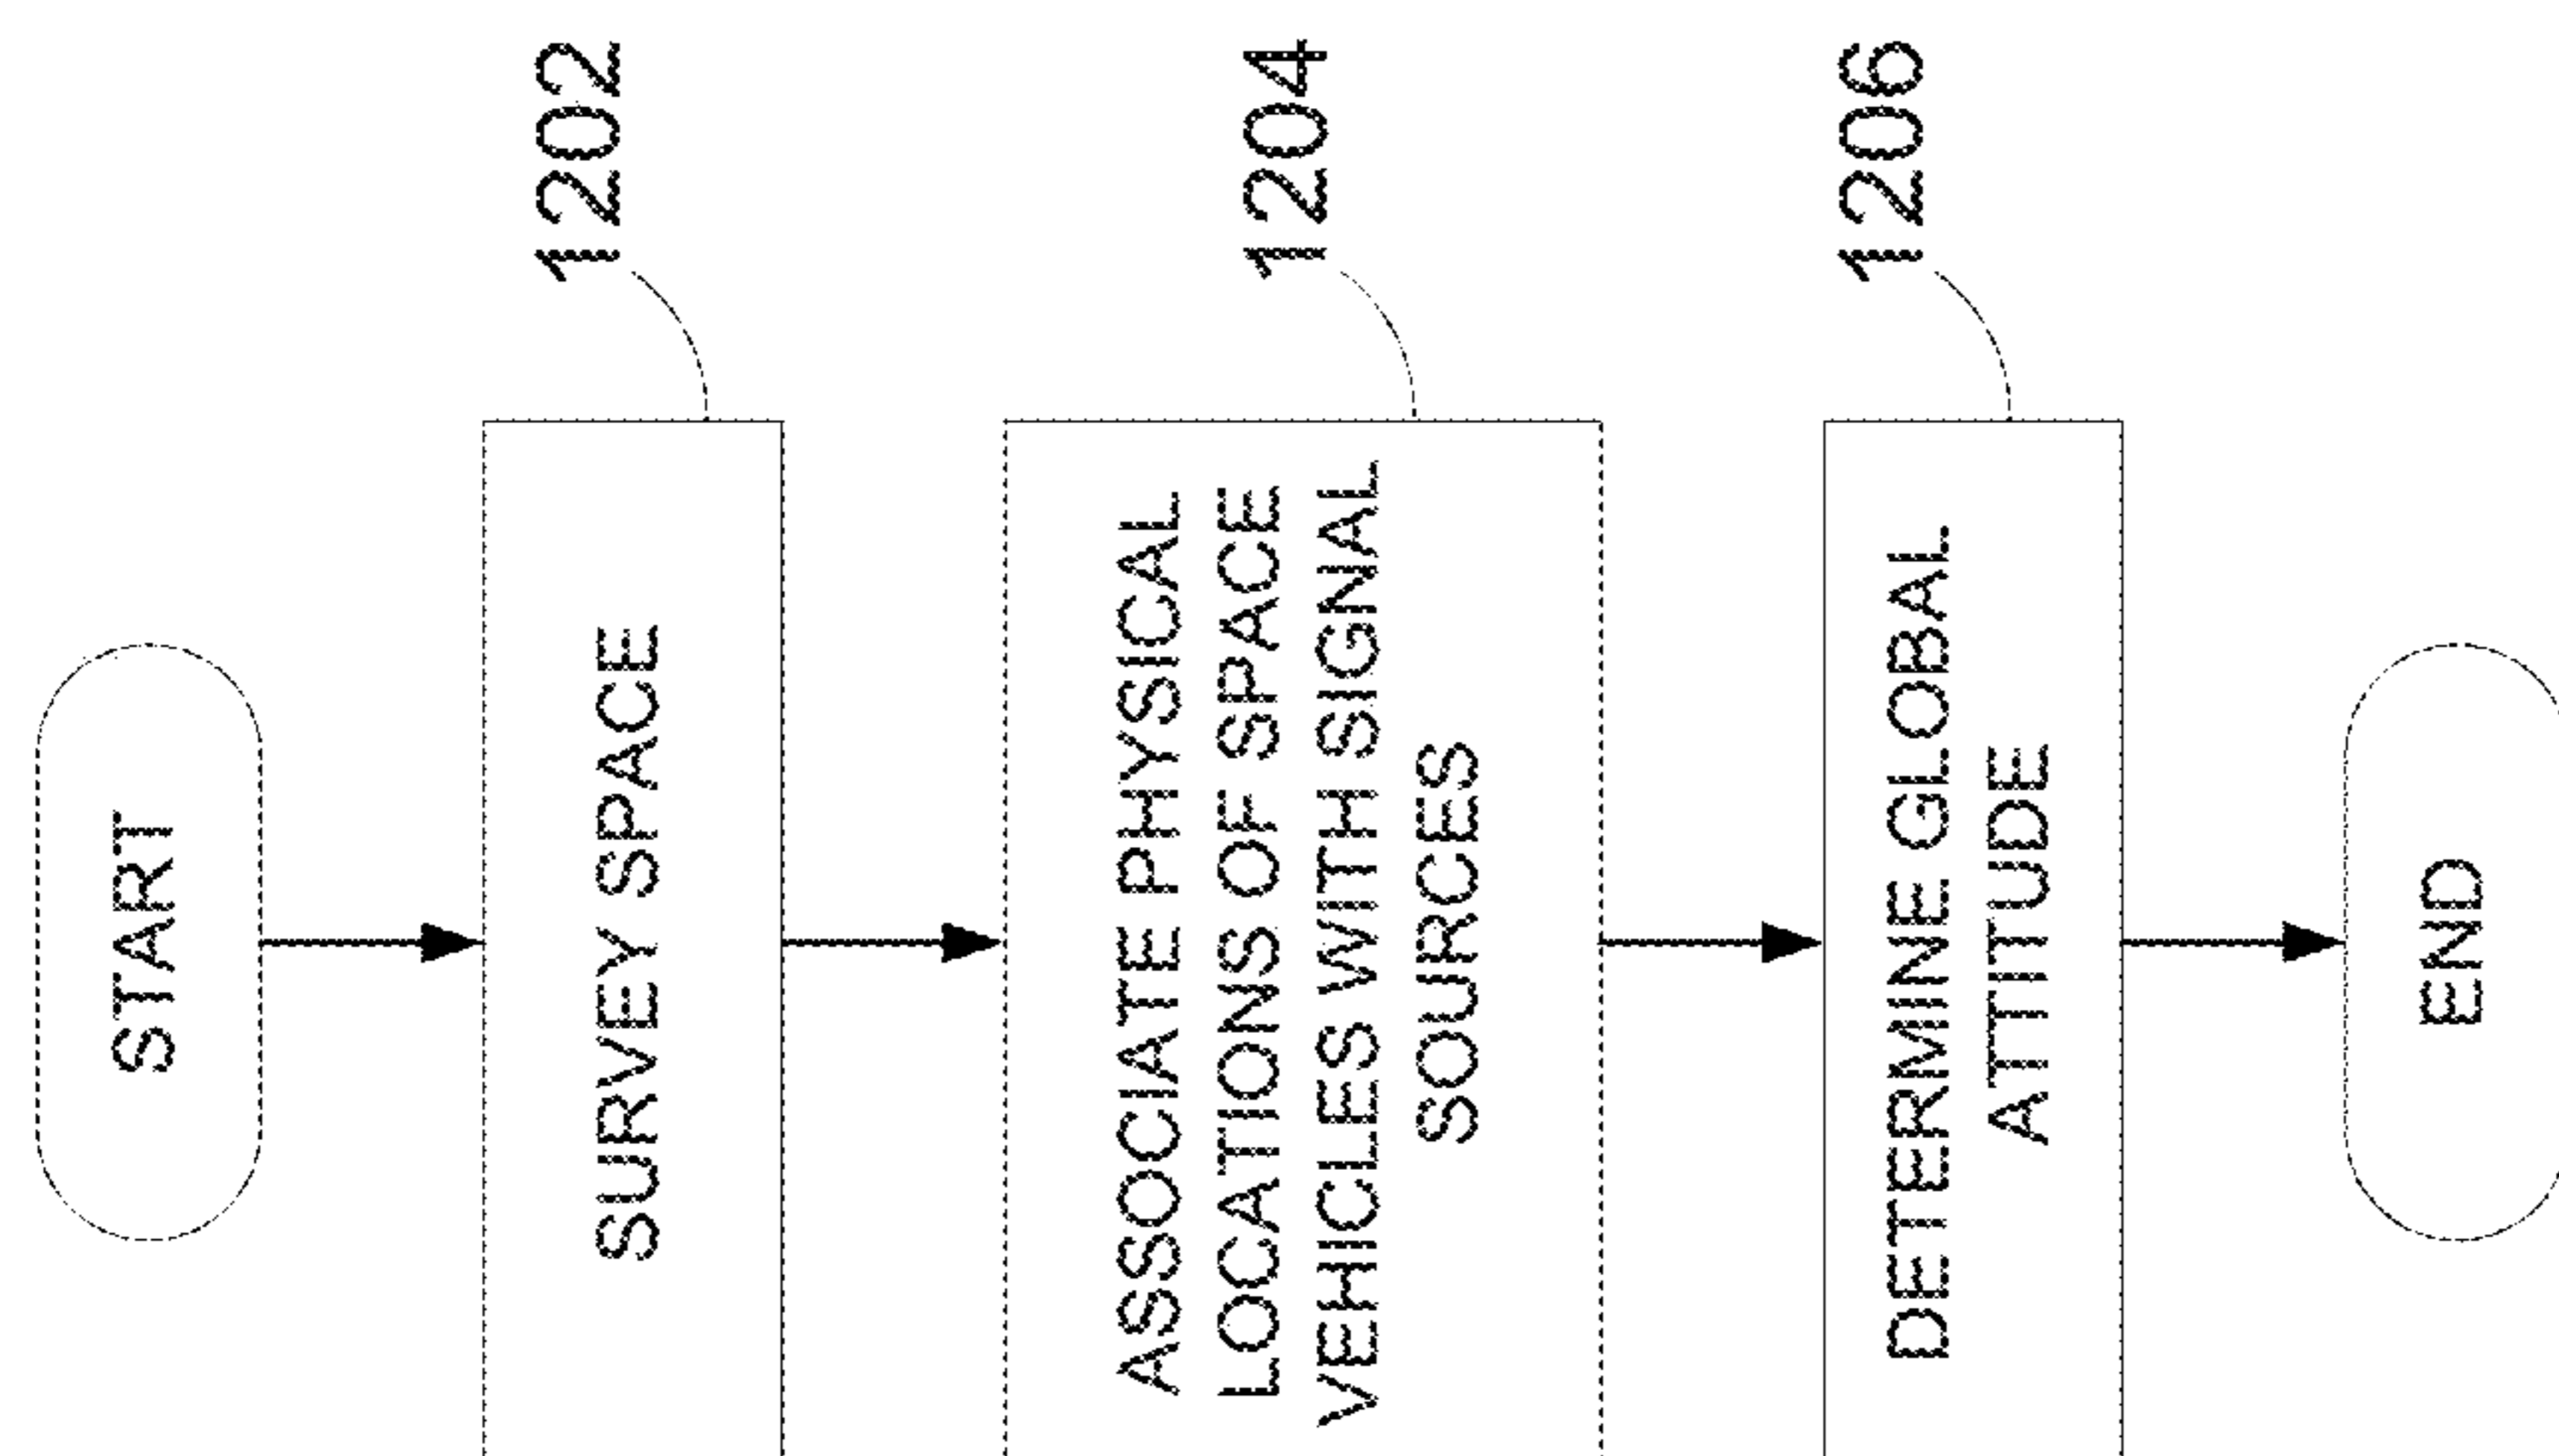 START
SURVEY SPACE
1202
ASSOCIATE PHYSICAL
LOCATIONS OF SPACE
VEHICLES WITH SIGNAL
SOURCES
1204
DETERMINE GLOBAL
ATTITUDE
1206
END